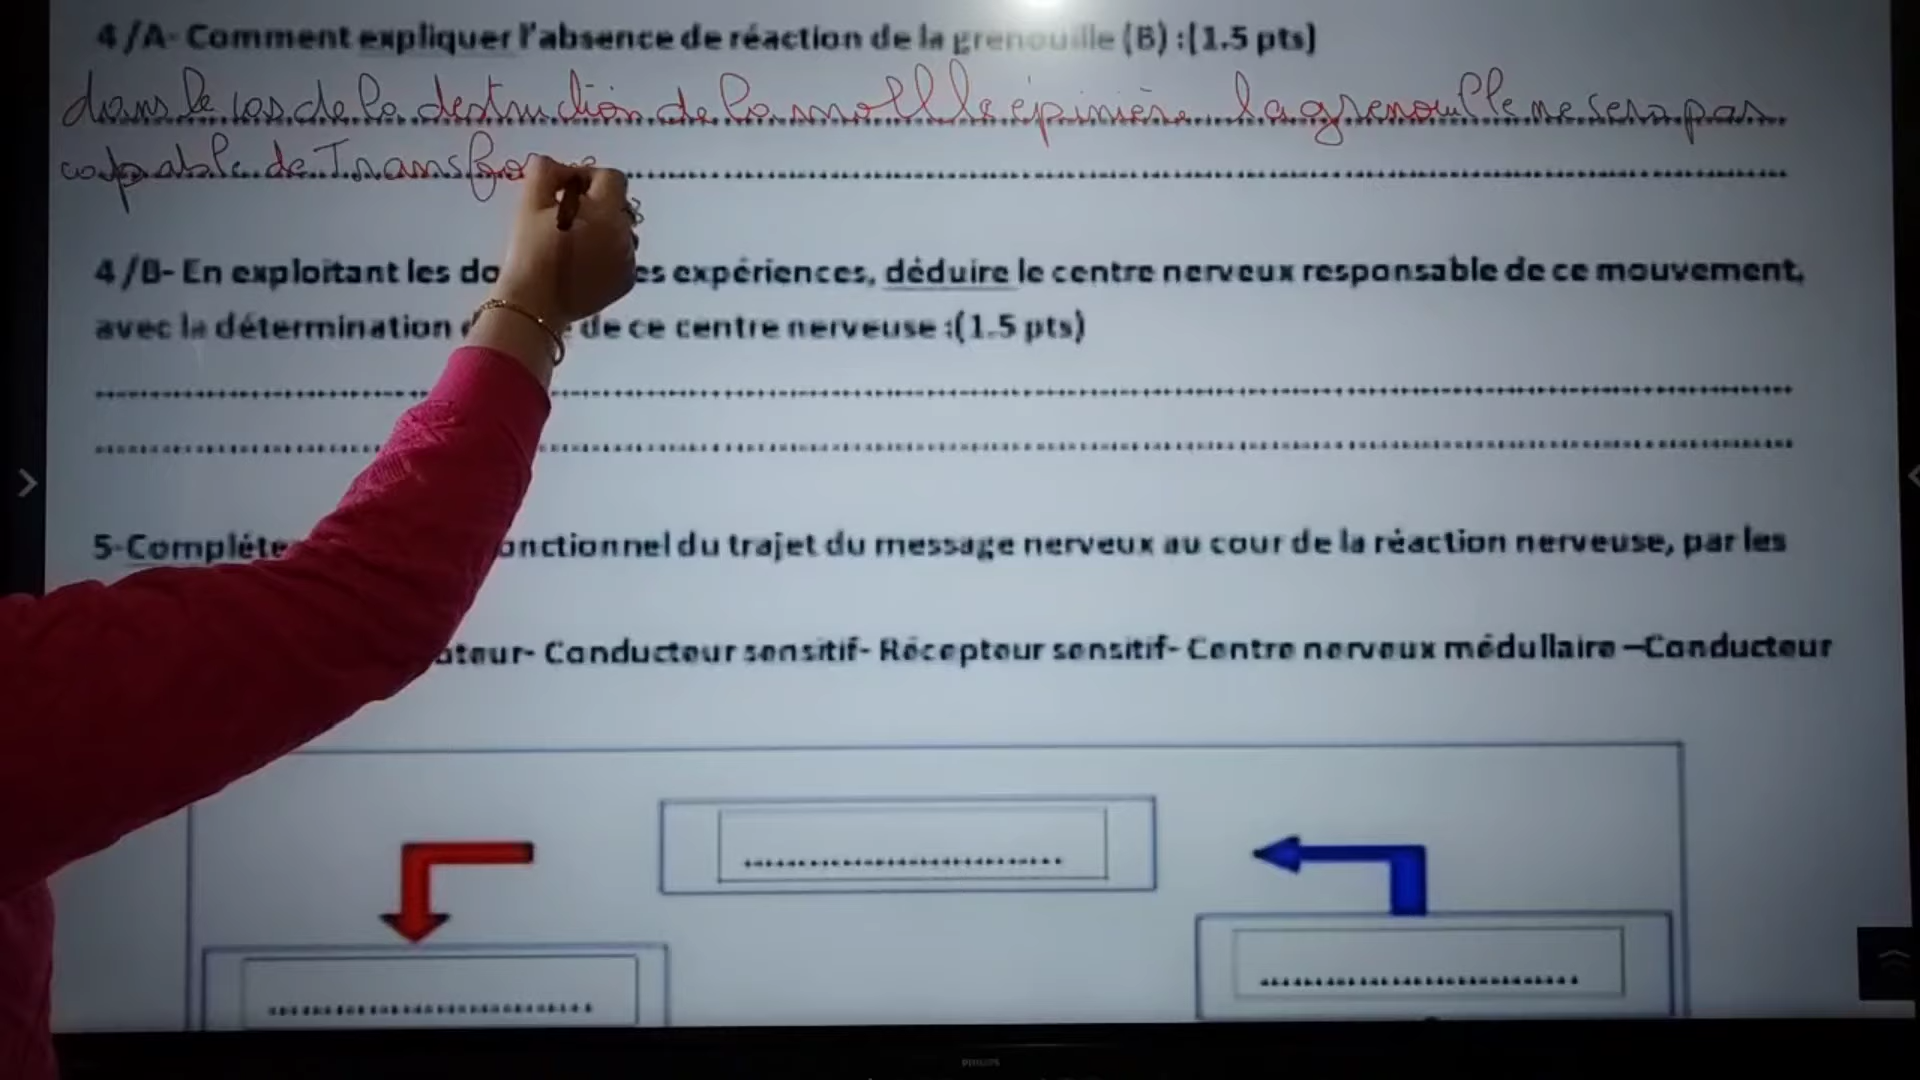 4/A- Comment expliquer l'absence de réaction de la grenouille (B) :(1.5 pts)
dans le cas de la destruction de la moelle épinière la grenouille ne sera pas
capable de Transfor
4/B- En exploitant les es expériences, déduire le centre nerveux responsable de ce mouvement,
avec la détermination de ce centre nerveuse :(1.5 pts)
5-Compléte onctionnel du trajet du message nerveux au cour de la réaction nerveuse, par les
ateur- Conducteur sensitif- Récepteur sensitif- Centre nerveux médullaire –Conducteur
PHILIPS